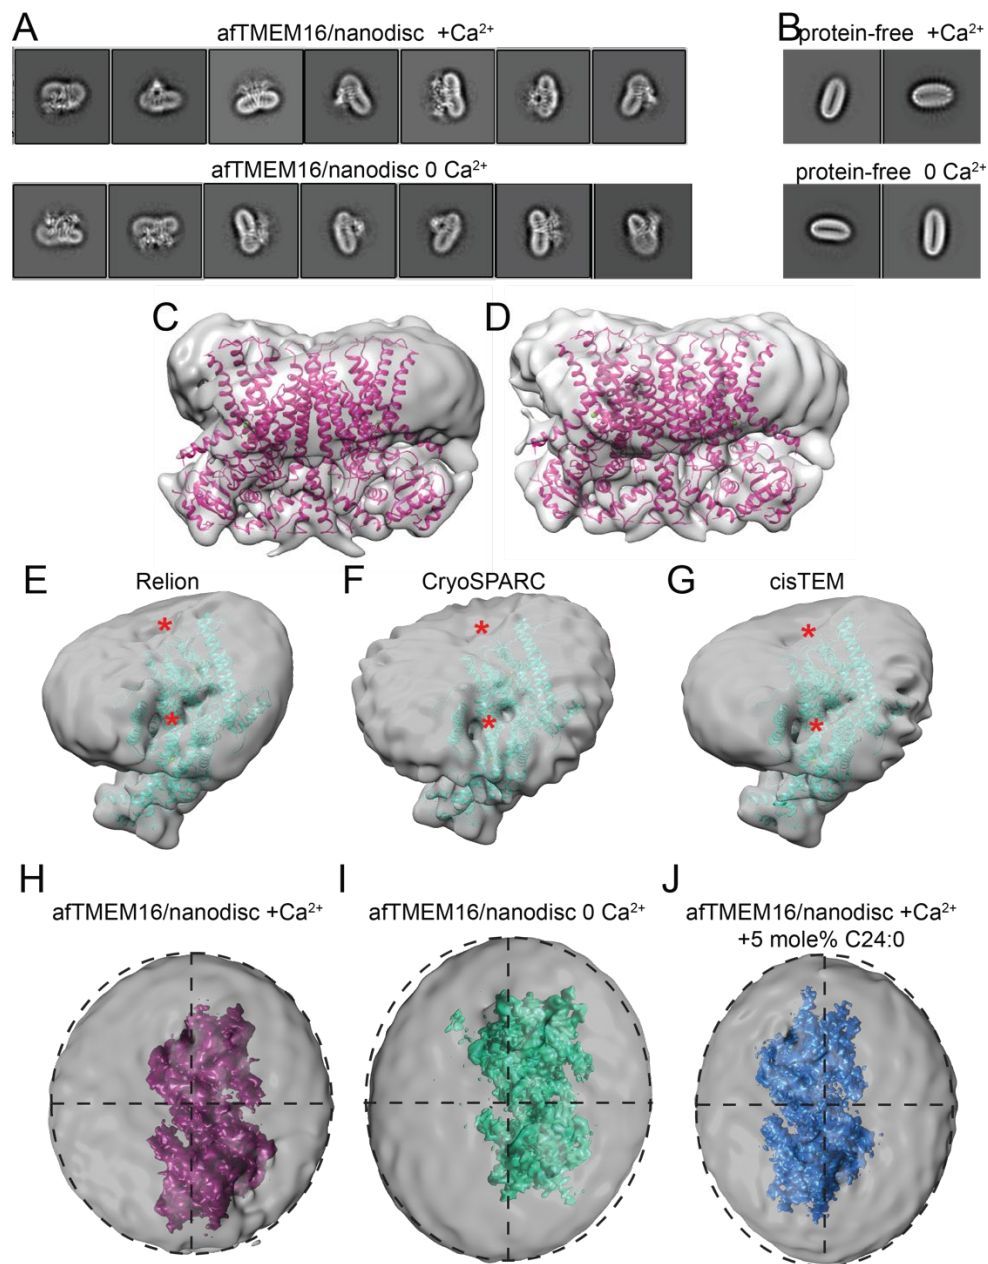 A
afTMEM16/nanodisc +Ca²⁺
B
protein-free +Ca²⁺
afTMEM16/nanodisc 0 Ca²⁺
protein-free 0 Ca²⁺
C
D
E
Relion
F
CryoSPARC
G
cisTEM
*
*
*
*
*
*
H
afTMEM16/nanodisc +Ca²⁺
I
afTMEM16/nanodisc 0 Ca²⁺
J
afTMEM16/nanodisc +Ca²⁺
+5 mole% C24:0